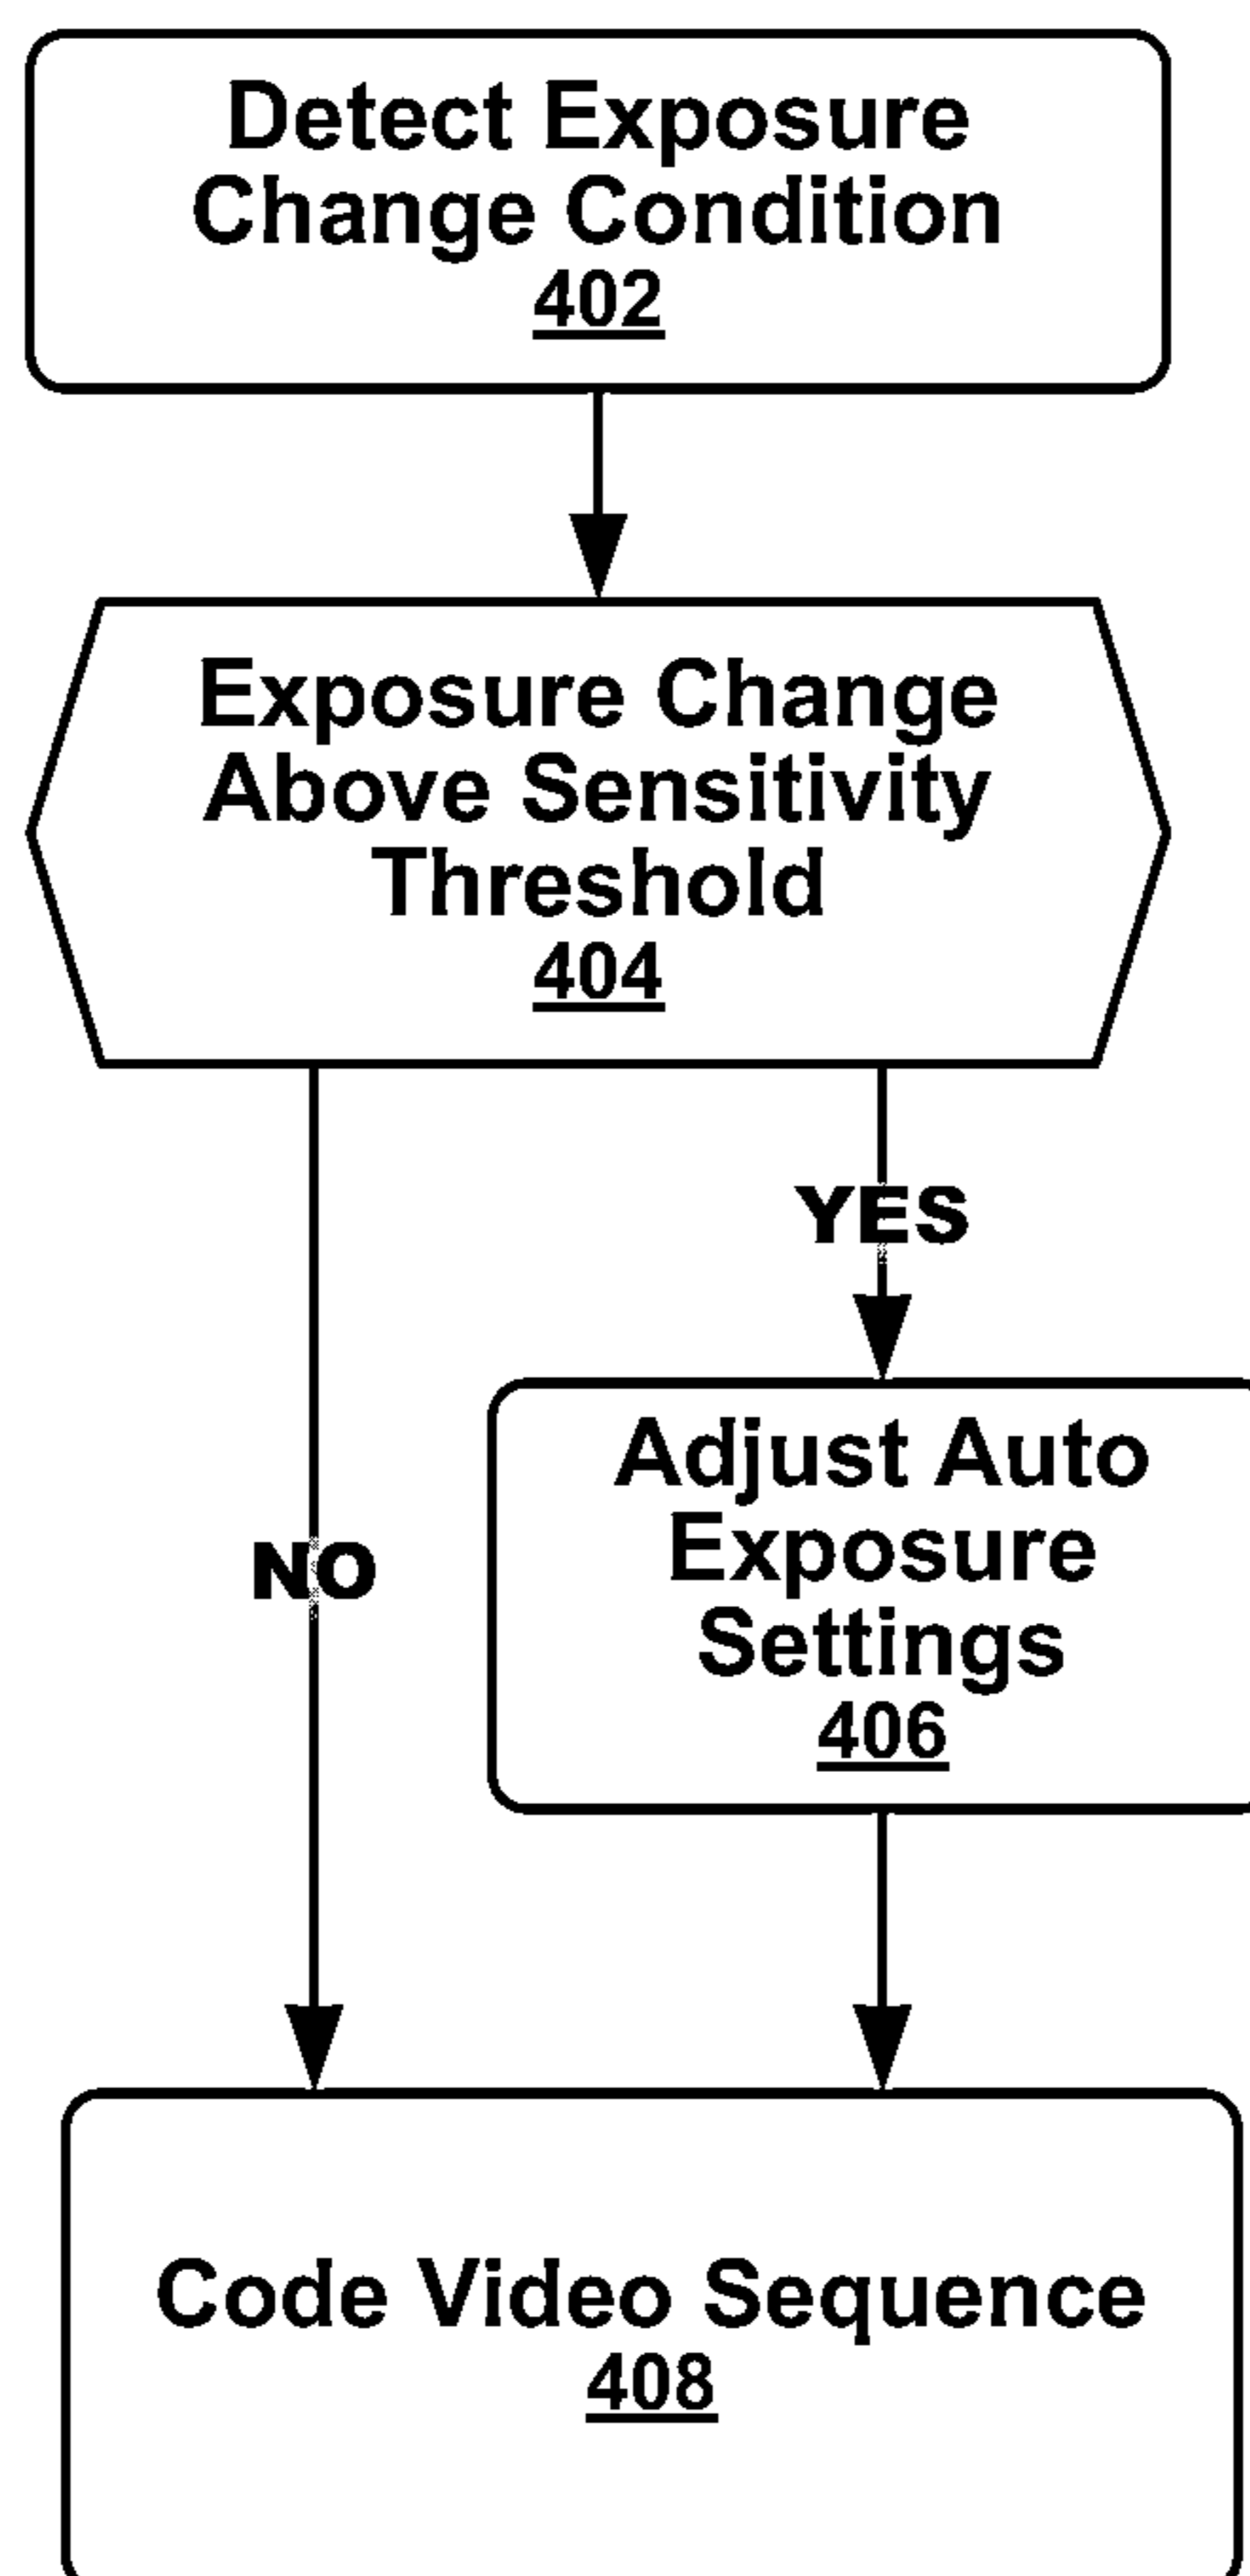 Detect Exposure
Change Condition
402
Exposure Change
Above Sensitivity
Threshold
404
YES
NO
Adjust Auto
Exposure
Settings
406
Code Video Sequence
408